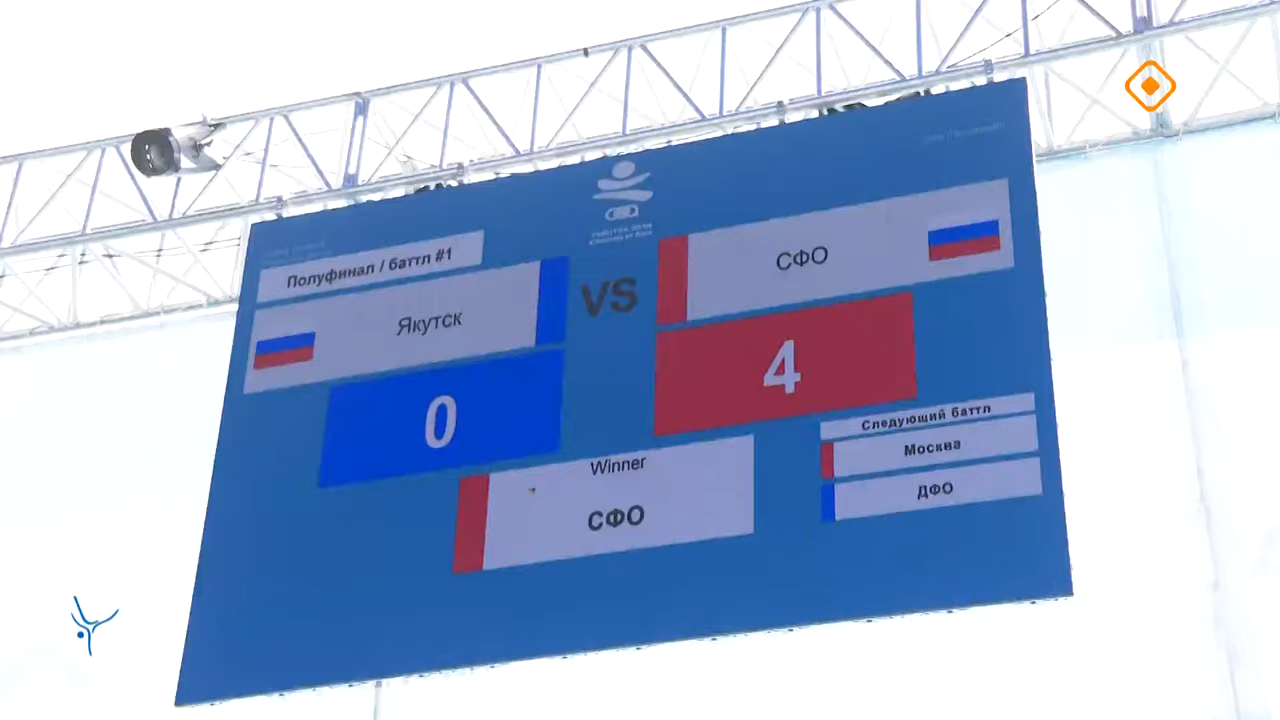 Полуфинал / баттл #1
Якутск
VS
СФО
0
4
Winner
СФО
Следующий баттл
Москва
ДФО